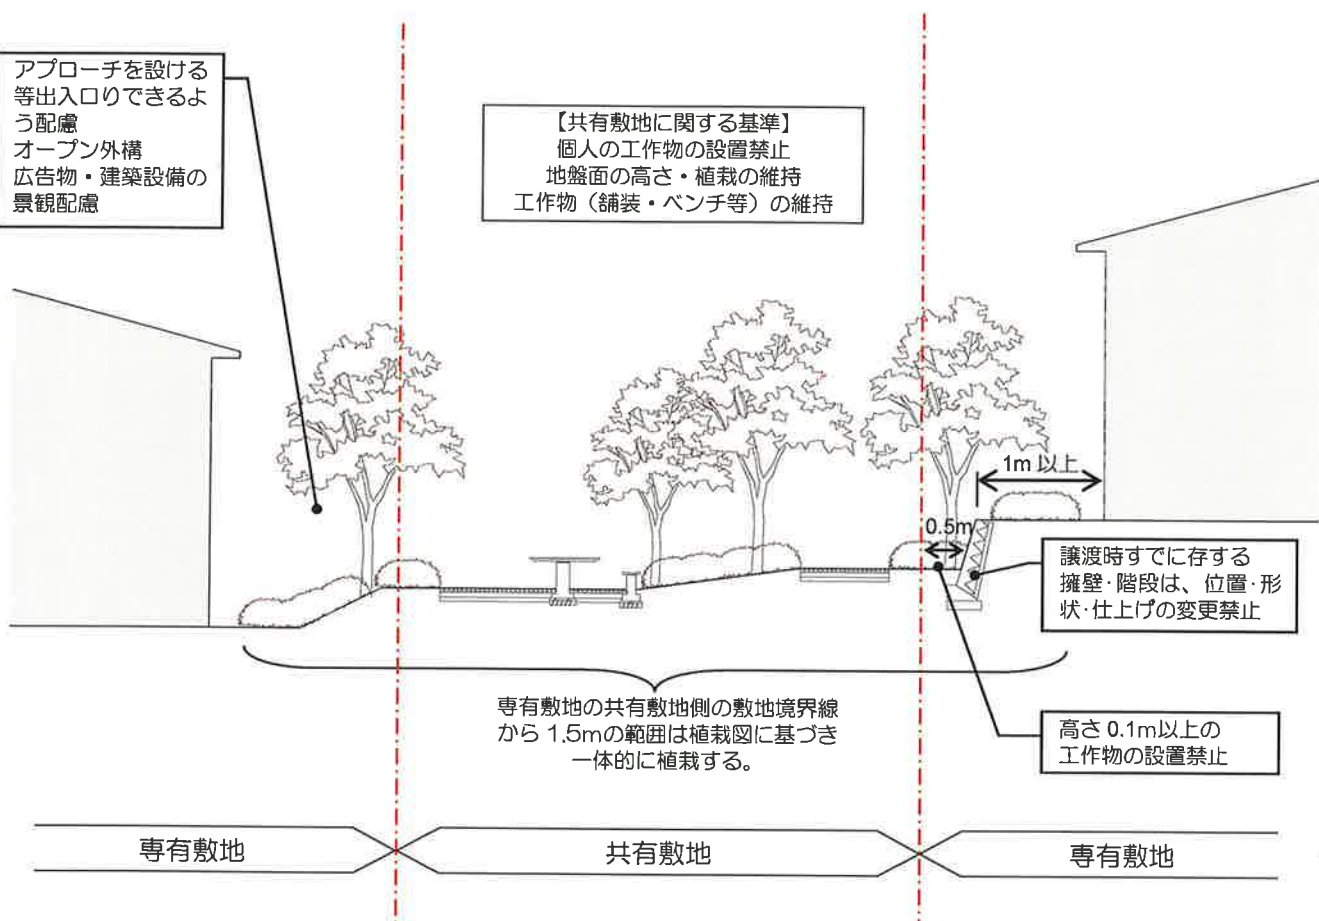 アプローチを設ける
等出入口りできるよ
う配慮
オープン外構
広告物・建築設備の
景観配慮
【共有敷地に関する基準】
個人の工作物の設置禁止
地盤面の高さ・植栽の維持
工作物（舗装・ベンチ等）の維持
1m 以上
0.5m
譲渡時すでに存する
擁壁・階段は、位置・形
状・仕上げの変更禁止
専有敷地の共有敷地側の敷地境界線
から 1.5mの範囲は植栽図に基づき
一体的に植栽する。
高さ 0.1m以上の
工作物の設置禁止
専有敷地
共有敷地
専有敷地